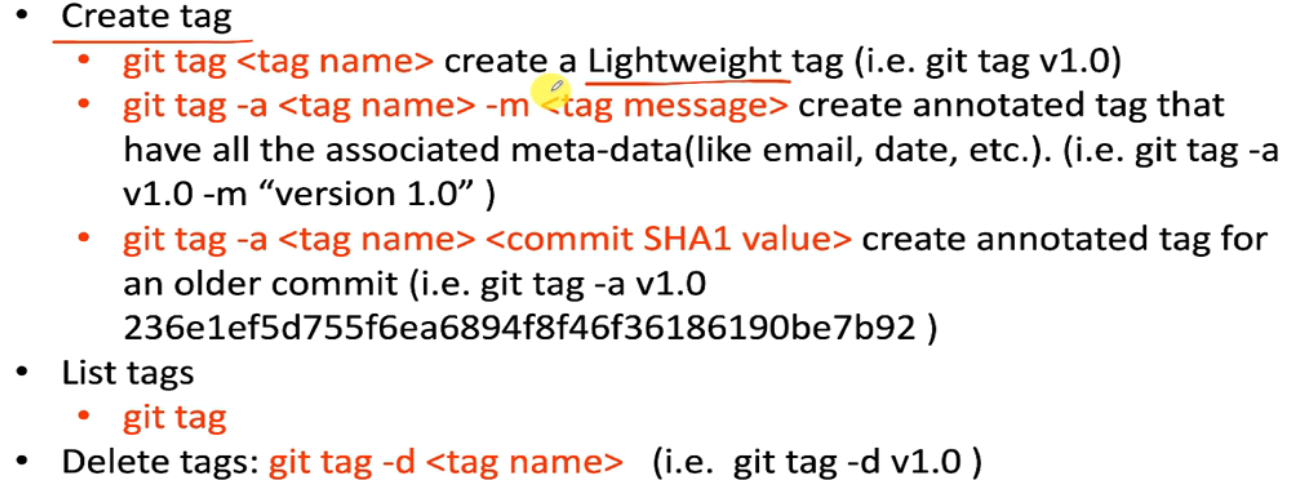 • Create tag
• git tag <tag name> create a Lightweight tag (i.e. git tag v1.0)
• git tag -a <tag name> -m <tag message> create annotated tag that
have all the associated meta-data(like email, date, etc.). (i.e. git tag -a
v1.0 -m “version 1.0” )
• git tag -a <tag name> <commit SHA1 value> create annotated tag for
an older commit (i.e. git tag -a v1.0
236e1ef5d755f6ea6894f8f46f36186190be7b92 )
• List tags
• git tag
• Delete tags: git tag -d <tag name> (i.e. git tag -d v1.0 )